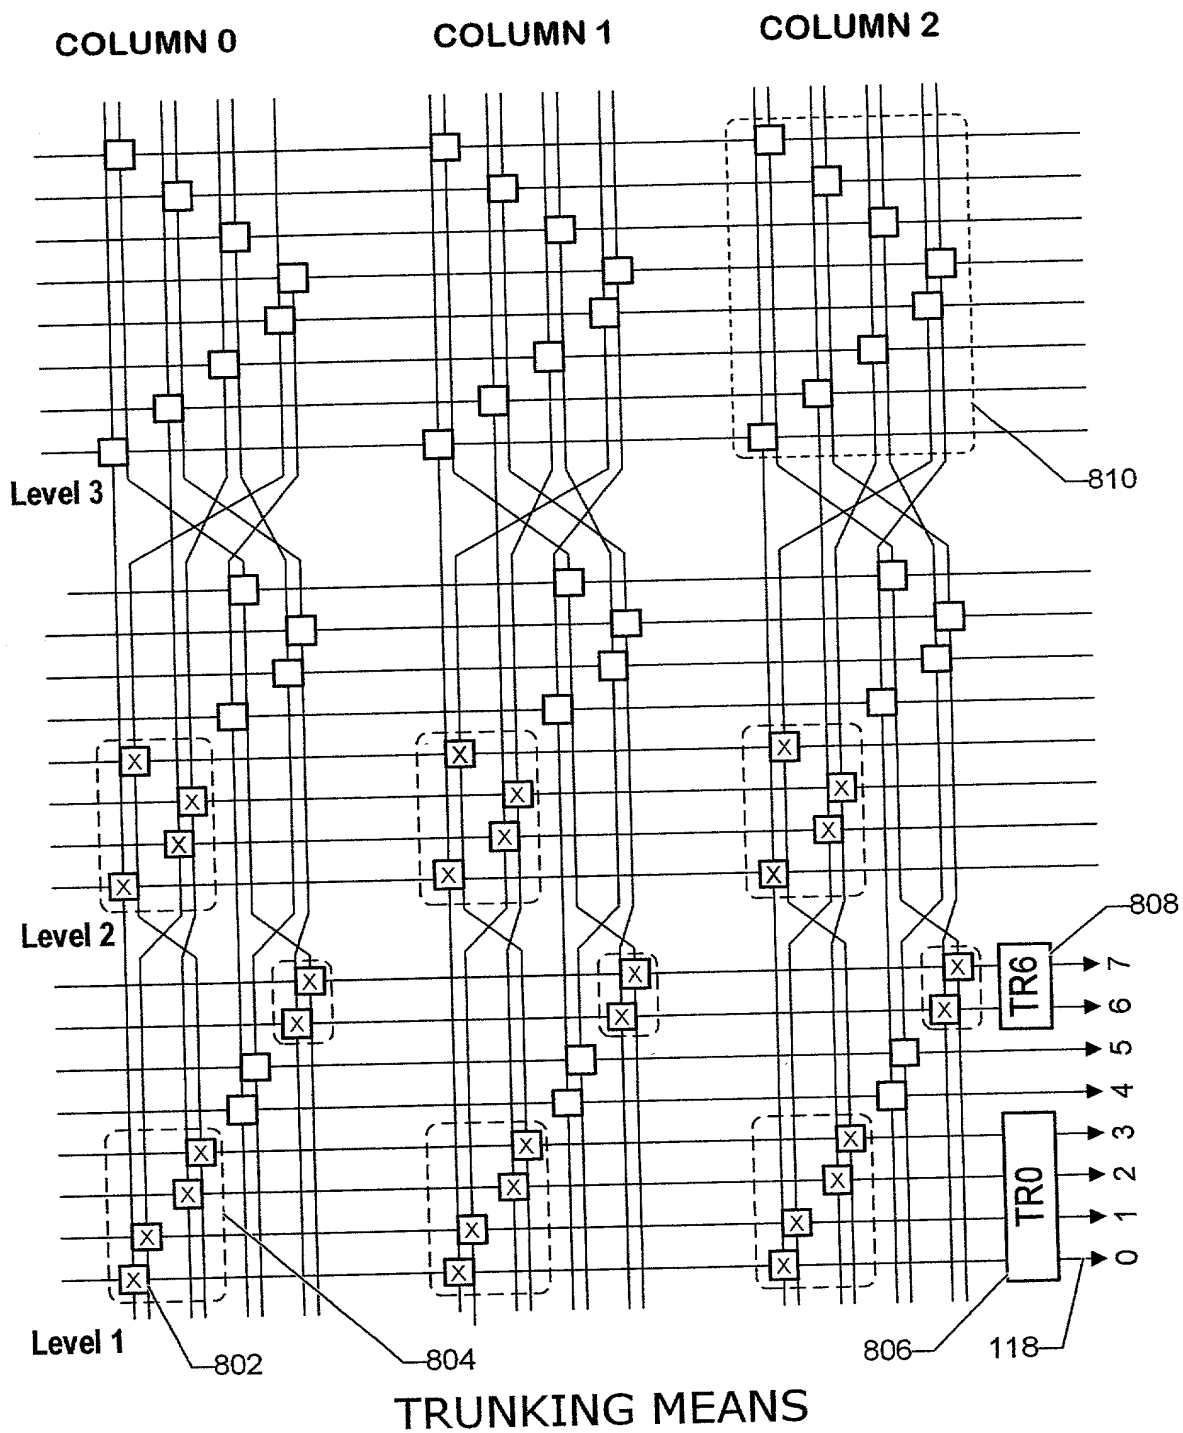 COLUMN 0
COLUMN 1
COLUMN 2
810
Level 3
X
X
X
X
X
X
X
X
X
X
X
X
Level 2
808
X
X
X
X
X
X
TR6
7
6
5
4
X
X
X
X
X
X
X
X
X
X
X
X
TR0
3
2
1
0
Level 1
802
804
806
118
TRUNKING MEANS